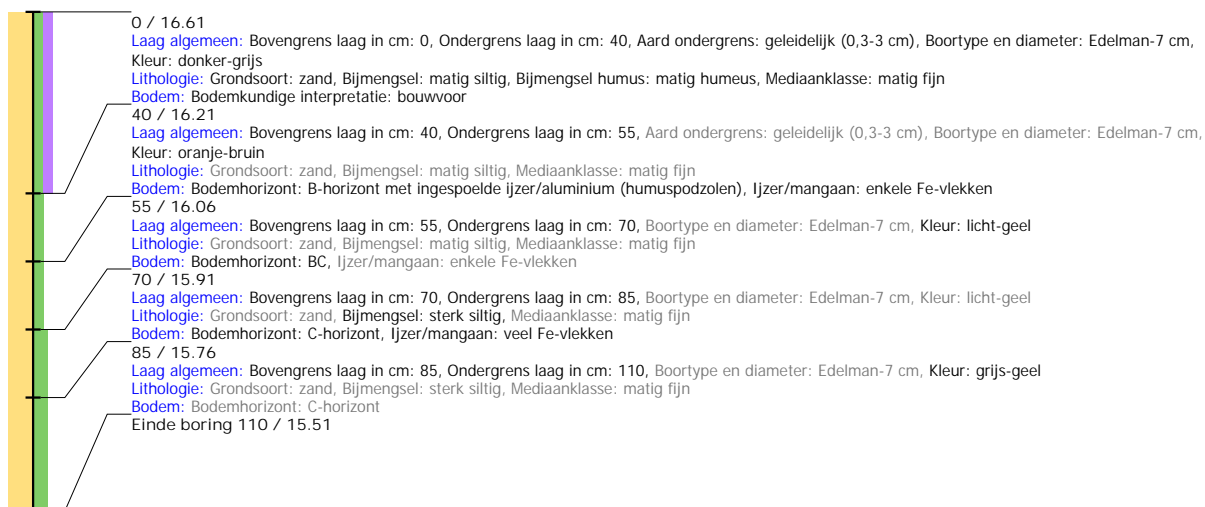 0 / 16.61
Laag algemeen: Bovengrens laag in cm: 0, Ondergrens laag in cm: 40, Aard ondergrens: geleidelijk (0,3-3 cm), Boortype en diameter: Edelman-7 cm,
Kleur: donker-grijs
Lithologie: Grondsoort: zand, Bijmengsel: matig siltig, Bijmengsel humus: matig humeus, Mediaanklasse: matig fijn
Bodem: Bodemkundige interpretatie: bouwvoor
40 / 16.21
Laag algemeen: Bovengrens laag in cm: 40, Ondergrens laag in cm: 55, Aard ondergrens: geleidelijk (0,3-3 cm), Boortype en diameter: Edelman-7 cm,
Kleur: oranje-bruin
Lithologie: Grondsoort: zand, Bijmengsel: matig siltig, Mediaanklasse: matig fijn
Bodem: Bodemhorizont: B-horizont met ingespoelde ijzer/aluminium (humuspodzolen), Ijzer/mangaan: enkele Fe-vlekken
55 / 16.06
Laag algemeen: Bovengrens laag in cm: 55, Ondergrens laag in cm: 70, Boortype en diameter: Edelman-7 cm, Kleur: licht-geel
Lithologie: Grondsoort: zand, Bijmengsel: matig siltig, Mediaanklasse: matig fijn
Bodem: Bodemhorizont: BC, Ijzer/mangaan: enkele Fe-vlekken
70 / 15.91
Laag algemeen: Bovengrens laag in cm: 70, Ondergrens laag in cm: 85, Boortype en diameter: Edelman-7 cm, Kleur: licht-geel
Lithologie: Grondsoort: zand, Bijmengsel: sterk siltig, Mediaanklasse: matig fijn
Bodem: Bodemhorizont: C-horizont, Ijzer/mangaan: veel Fe-vlekken
85 / 15.76
Laag algemeen: Bovengrens laag in cm: 85, Ondergrens laag in cm: 110, Boortype en diameter: Edelman-7 cm, Kleur: grijs-geel
Lithologie: Grondsoort: zand, Bijmengsel: sterk siltig, Mediaanklasse: matig fijn
Bodem: Bodemhorizont: C-horizont
Einde boring 110 / 15.51